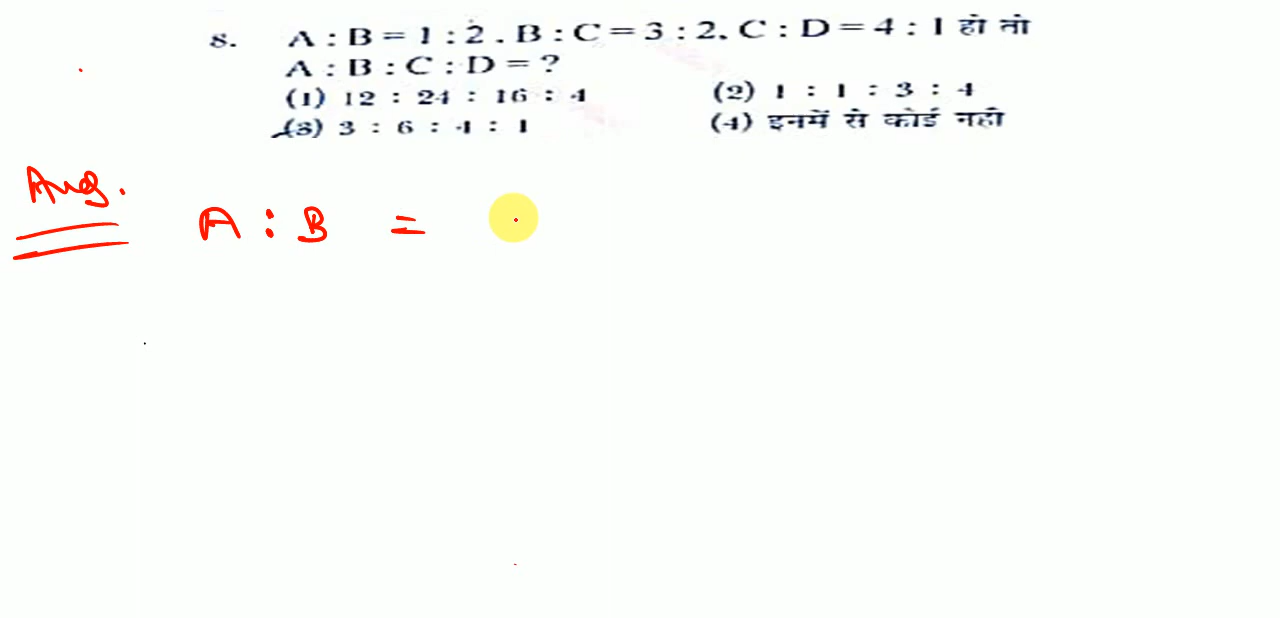 8. A : B = 1 : 2. B : C = 3 : 2. C : D = 4 : 1 हो तो
A : B : C : D = ?
(1) 12 : 24 : 16 : 4 (2) 1 : 1 : 3 : 4
(3) 3 : 6 : 4 : 1 (4) इनमें से कोई नही
Ans.
A : B =